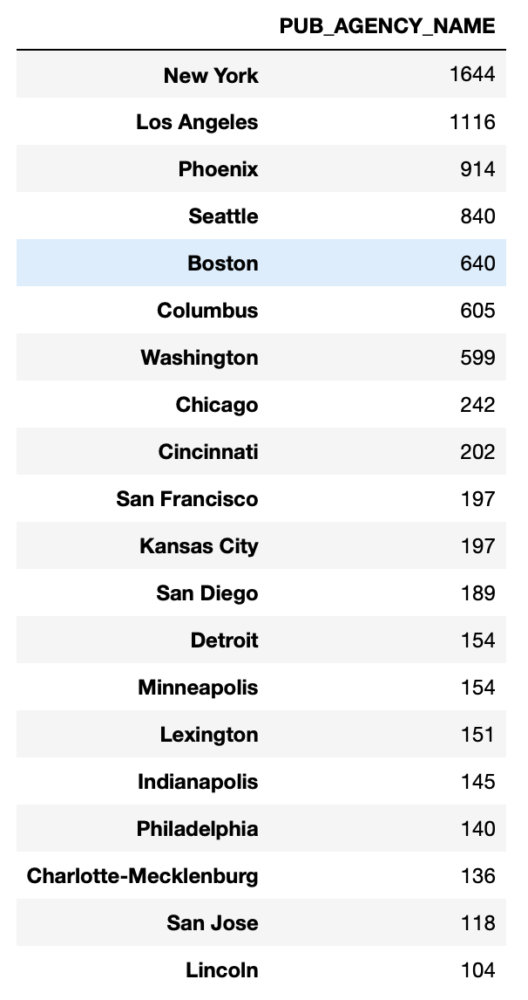 PUB_AGENCY_NAME
New York 1644
Los Angeles 1116
Phoenix 914
Seattle 840
Boston 640
Columbus 605
Washington 599
Chicago 242
Cincinnati 202
San Francisco 197
Kansas City 197
San Diego 189
Detroit 154
Minneapolis 154
Lexington 151
Indianapolis 145
Philadelphia 140
Charlotte-Mecklenburg 136
San Jose 118
Lincoln 104